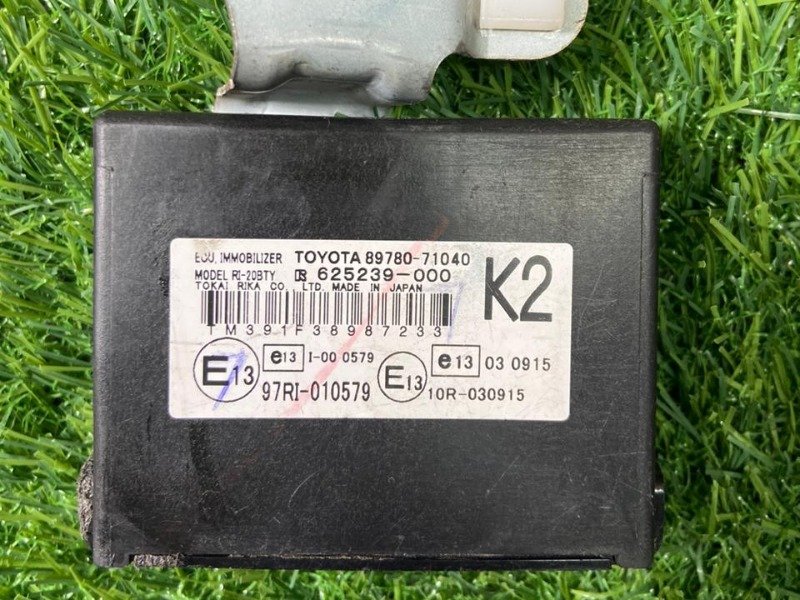 ECU, IMMOBILIZER TOYOTA 89780-71040
MODEL RI-20BTY R 625239-000
TOKAI RIKA CO., LTD. MADE IN JAPAN
K2
TM391F38987233
E13 e13 I-00 0579
97RI-010579
E13 e13 03 0915
10R-030915